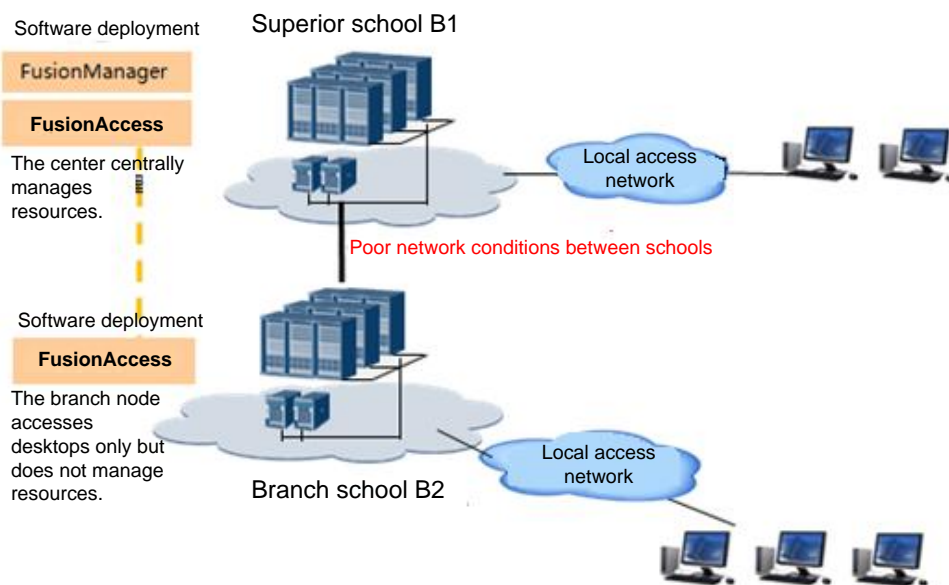 Software deployment
Superior school B1
FusionManager
FusionAccess
The center centrally
manages
resources.
Local access
network
Poor network conditions between schools
Software deployment
FusionAccess
The branch node
accesses
desktops only but
does not manage
resources.
Local access
network
Branch school B2